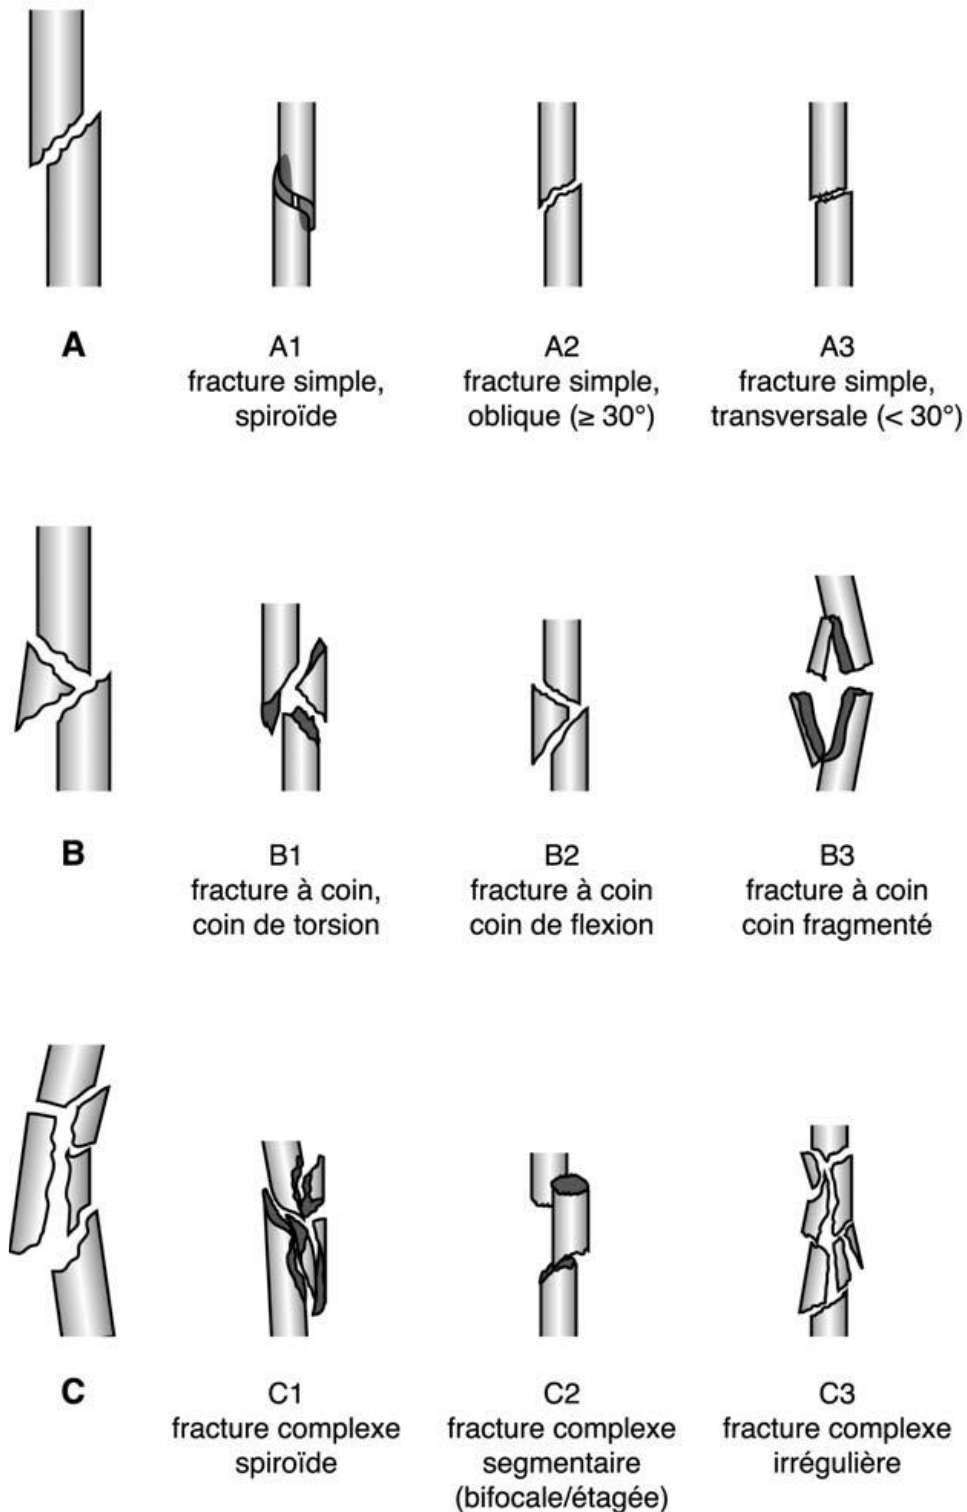 A
A1
fracture simple,
spiroïde
A2
fracture simple,
oblique (≥ 30°)
A3
fracture simple,
transversale (< 30°)
B
B1
fracture à coin,
coin de torsion
B2
fracture à coin
coin de flexion
B3
fracture à coin
coin fragmenté
C
C1
fracture complexe
spiroïde
C2
fracture complexe
segmentaire
(bifocale/étagée)
C3
fracture complexe
irrégulière